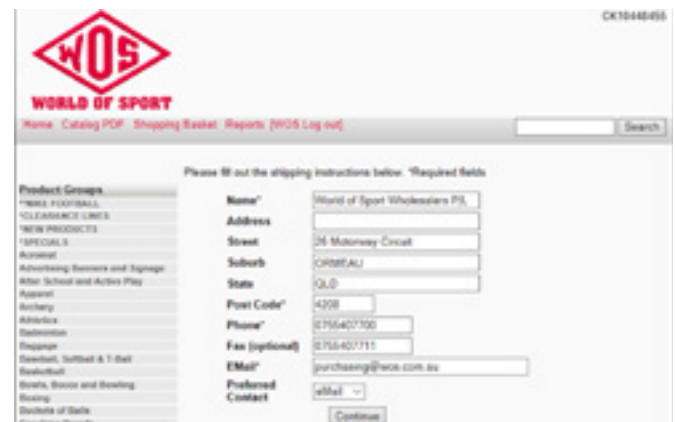 CK10448455
WOS
WORLD OF SPORT
Home Catalog PDF Shopping Basket Reports [WOS Log out]
Search
Please fill out the shipping instructions below. *Required fields
Product Groups
*NIKE FOOTBALL
*CLEARANCE LINES
*NEW PRODUCTS
*SPECIALS
Acromat
Advertising Banners and Signage
After School and Active Play
Apparel
Archery
Athletics
Badminton
Baggage
Baseball, Softball & T-Ball
Basketball
Bowls, Bocce and Bowling
Boxing
Buckets of Balls
Name* World of Sport Wholesalers P/L
Address
Street 26 Motorway Circuit
Suburb ORMEAU
State QLD
Post Code* 4208
Phone* 0755407700
Fax (optional) 0755407711
EMail* purchasing@wos.com.au
Preferred
Contact eMail
Continue